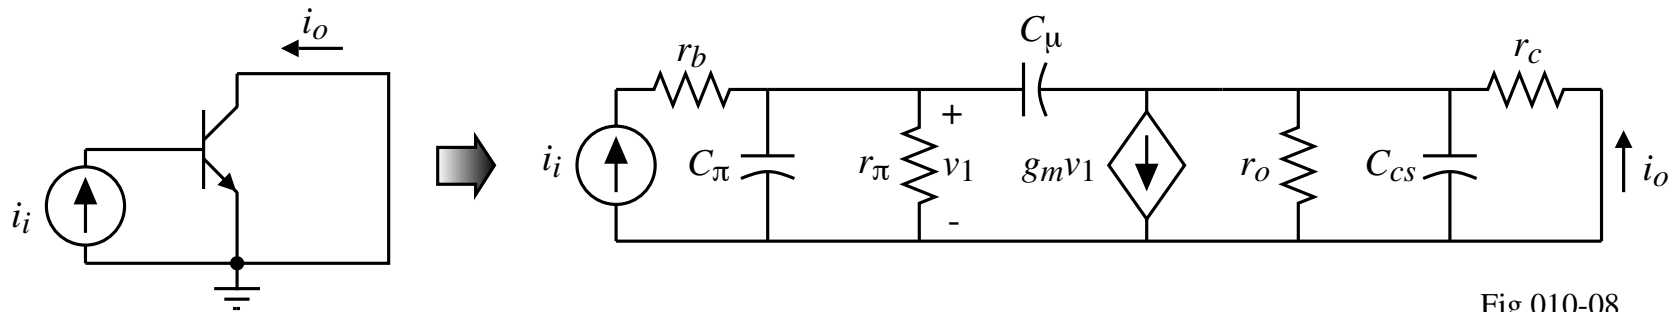 i_o
i_i
i_i
r_b
C_π
r_π
+
v_1
-
C_μ
g_m v_1
r_o
C_cs
r_c
i_o
Fig.010-08